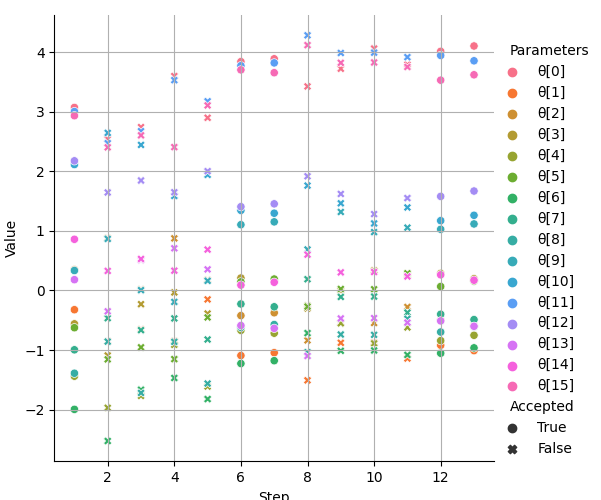 4
3
2
1
0
−1
−2
Value
2
4
6
8
10
12
Step
Parameters
θ[0]
θ[1]
θ[2]
θ[3]
θ[4]
θ[5]
θ[6]
θ[7]
θ[8]
θ[9]
θ[10]
θ[11]
θ[12]
θ[13]
θ[14]
θ[15]
Accepted
True
False